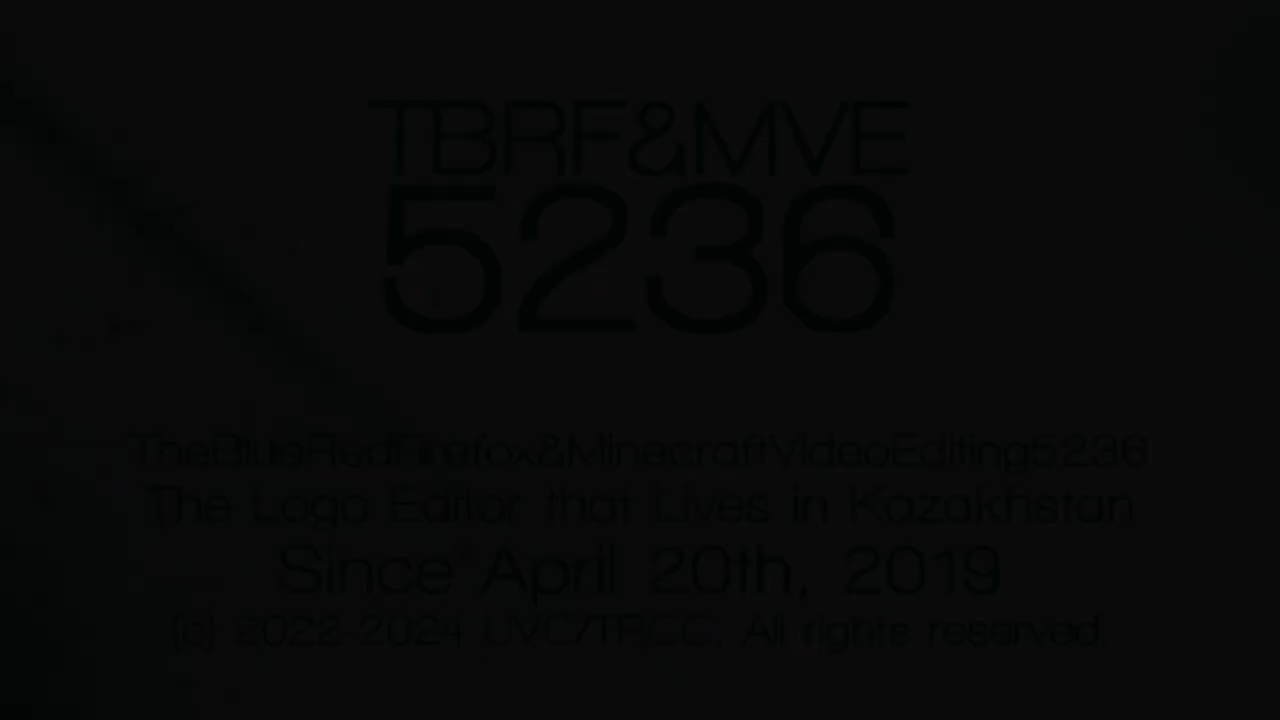 TBRF&MVE
5236
TheBlueRedFirefox&MinecraftVideoEditing5236
The Logo Editor that Lives in Kazakhstan
Since April 20th, 2019
(c) 2022-2024 UVC/TRCC, All rights reserved.